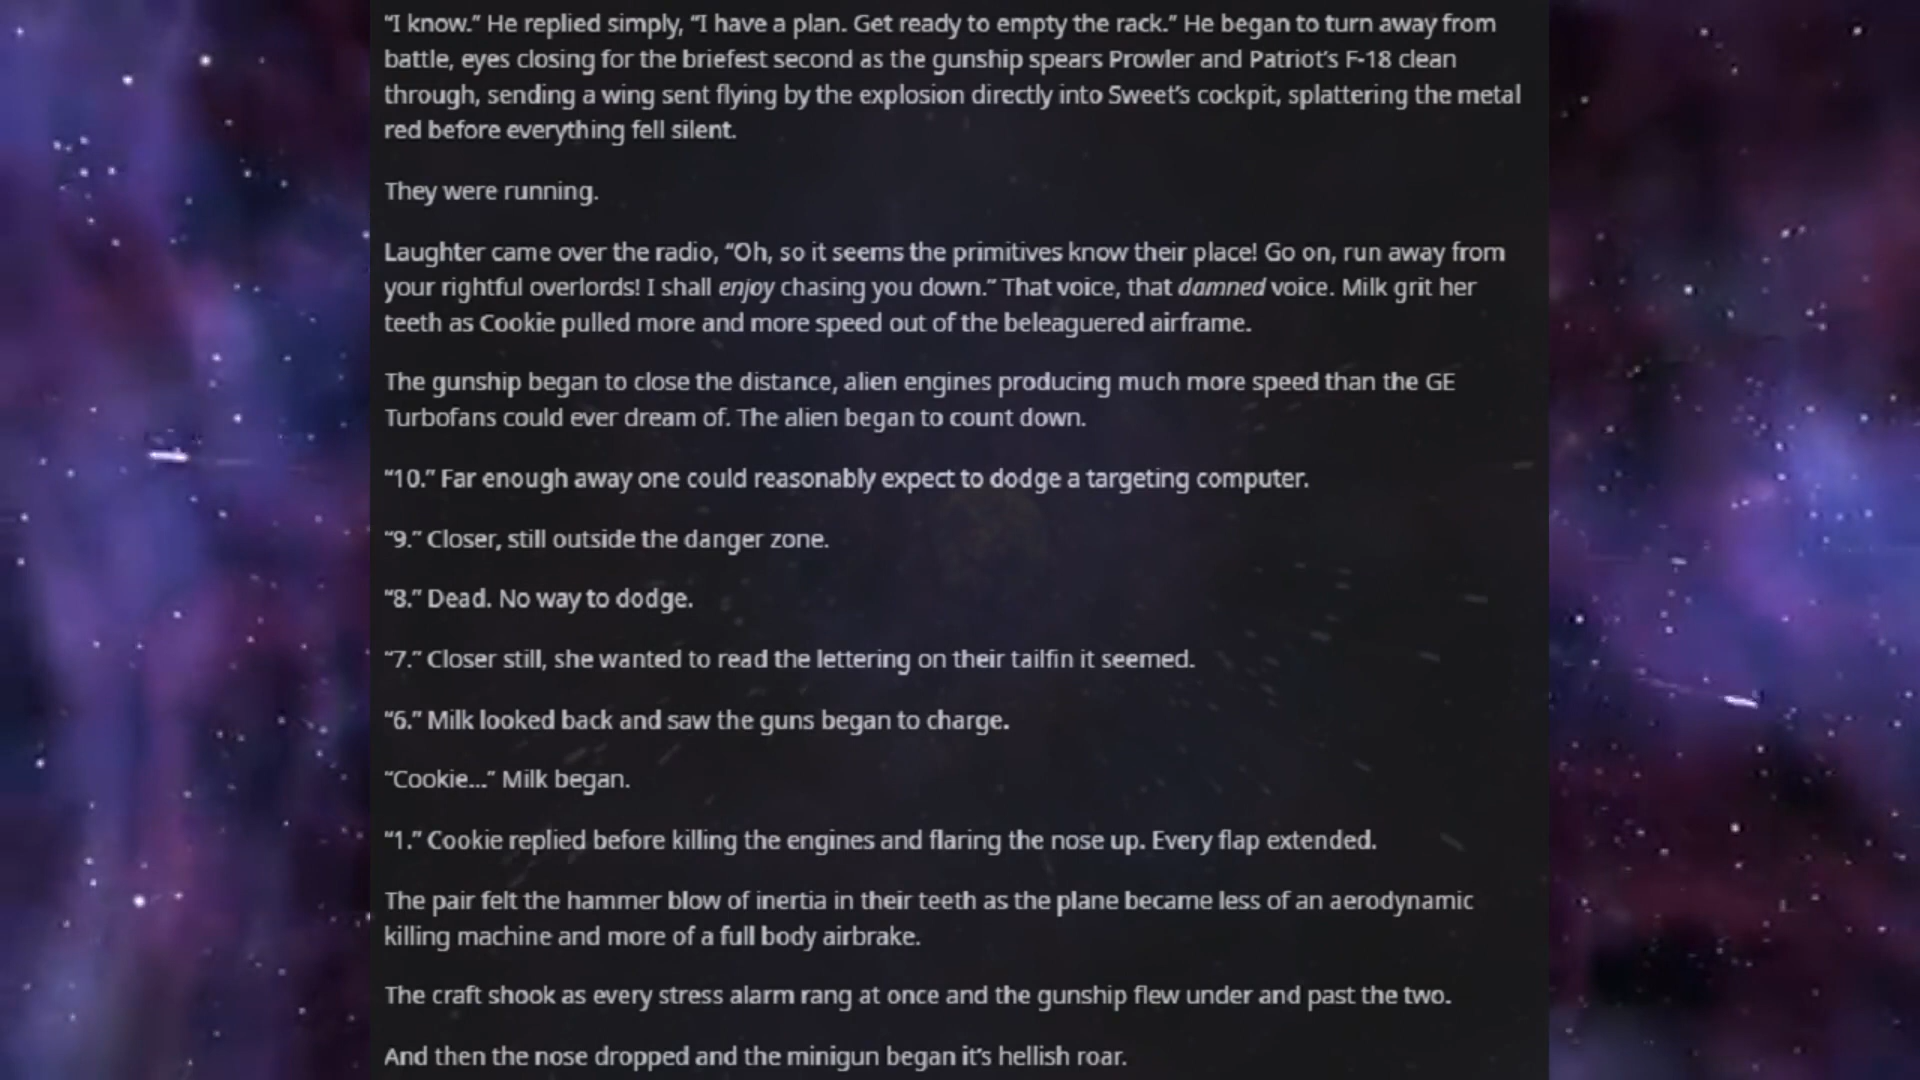 “I know.” He replied simply, “I have a plan. Get ready to empty the rack.” He began to turn away from
battle, eyes closing for the briefest second as the gunship spears Prowler and Patriot’s F-18 clean
through, sending a wing sent flying by the explosion directly into Sweet’s cockpit, splattering the metal
red before everything fell silent.
They were running.
Laughter came over the radio, “Oh, so it seems the primitives know their place! Go on, run away from
your rightful overlords! I shall enjoy chasing you down.” That voice, that damned voice. Milk grit her
teeth as Cookie pulled more and more speed out of the beleaguered airframe.
The gunship began to close the distance, alien engines producing much more speed than the GE
Turbofans could ever dream of. The alien began to count down.
“10.” Far enough away one could reasonably expect to dodge a targeting computer.
“9.” Closer, still outside the danger zone.
“8.” Dead. No way to dodge.
“7.” Closer still, she wanted to read the lettering on their tailfin it seemed.
“6.” Milk looked back and saw the guns began to charge.
“Cookie...” Milk began.
“1.” Cookie replied before killing the engines and flaring the nose up. Every flap extended.
The pair felt the hammer blow of inertia in their teeth as the plane became less of an aerodynamic
killing machine and more of a full body airbrake.
The craft shook as every stress alarm rang at once and the gunship flew under and past the two.
And then the nose dropped and the minigun began it’s hellish roar.